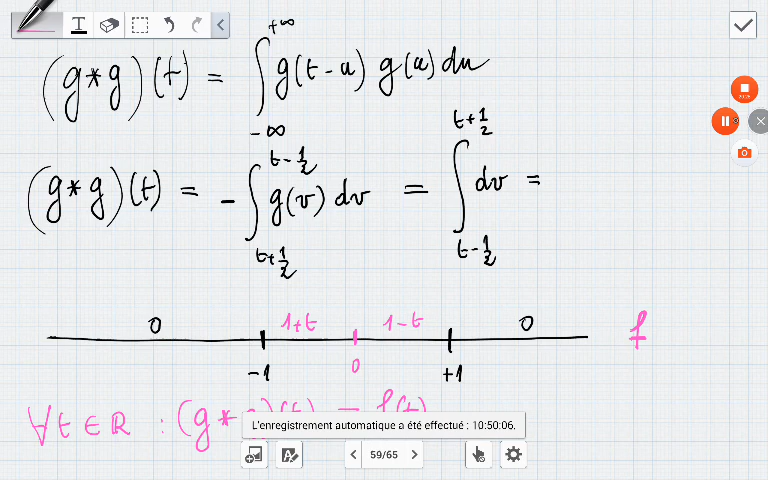 T
+∞
(g*g)(t) = ∫ g(t-u) g(u) du
-∞
t-1/2 t+1/2
(g*g)(t) = -∫ g(v) dv = ∫ dv =
t+1/2 t-1/2
0 1+t 1-t 0 f
-1 0 +1
∀t ∈ R : (g*g)(t) = f(t)
L'enregistrement automatique a été effectué : 10:50:06.
A < 59/65 >